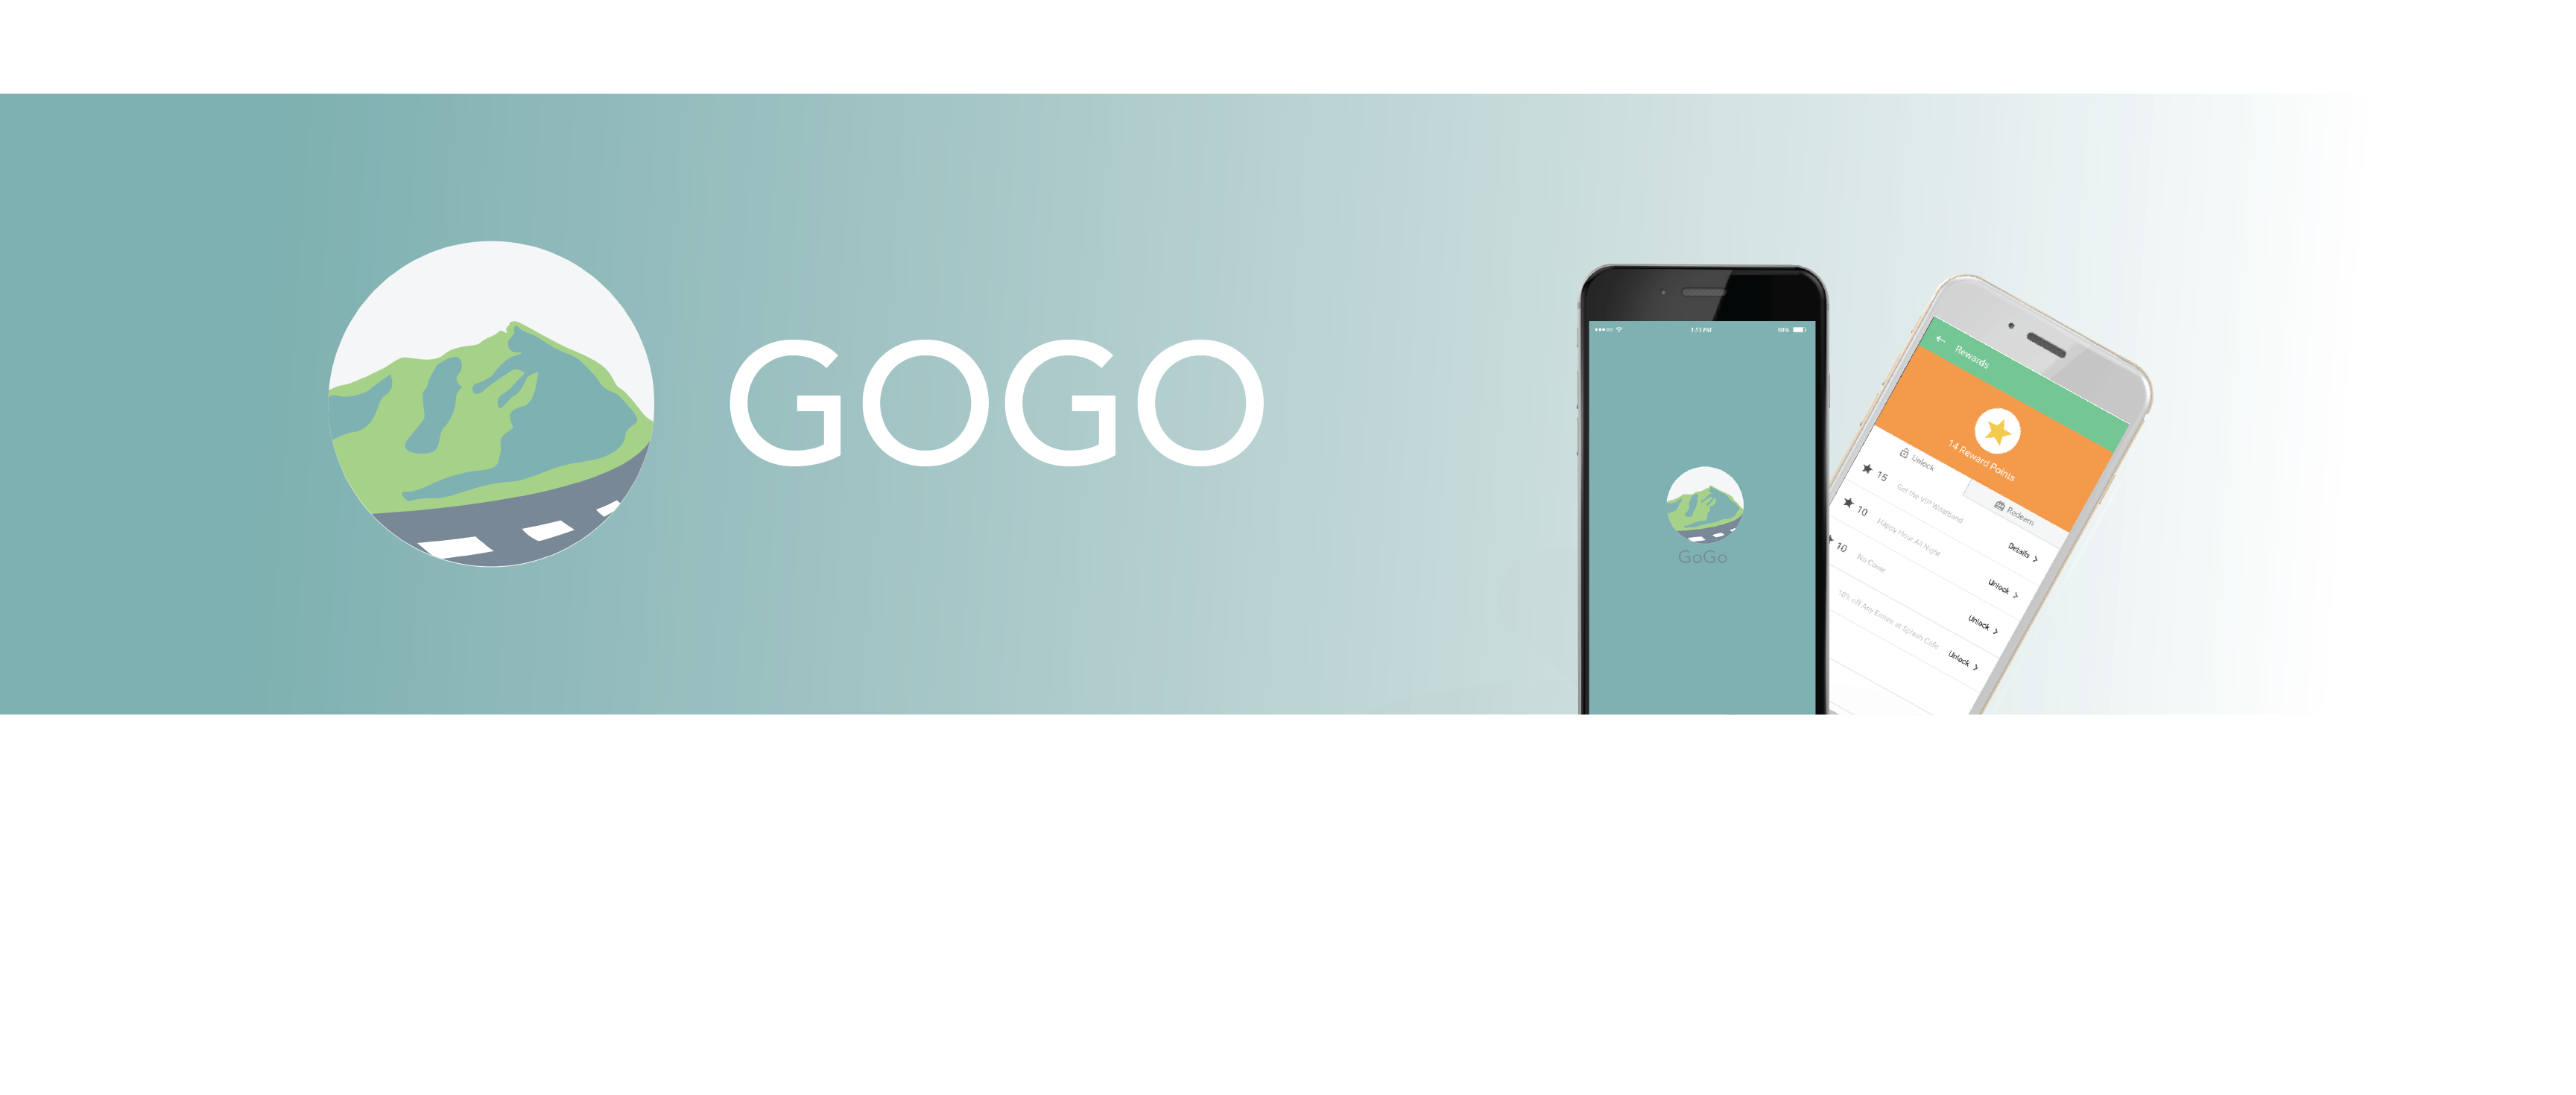 GOGO
1:53 PM
GoGo
Rewards
14 Reward Points
Unlock
Redeem
15 Get the VIP Wristband Details
10 Happy Hour All Night Unlock
10 No Cover Unlock
10% off Any Entree at Splash Cafe Unlock